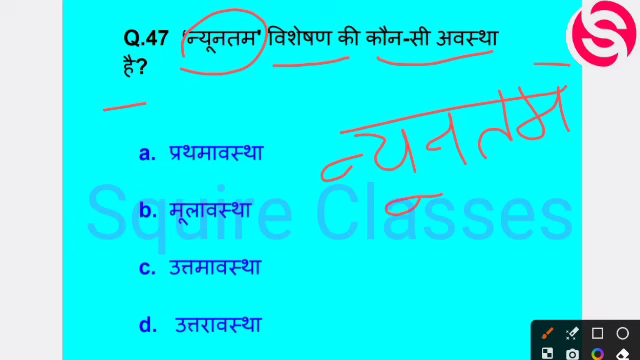 Q.47 'न्यूनतम' विशेषण की कौन-सी अवस्था
है?
न्यूनतम
a. प्रथमावस्था
b. मूलावस्था
Squire Classes
c. उत्तमावस्था
d. उत्तरावस्था